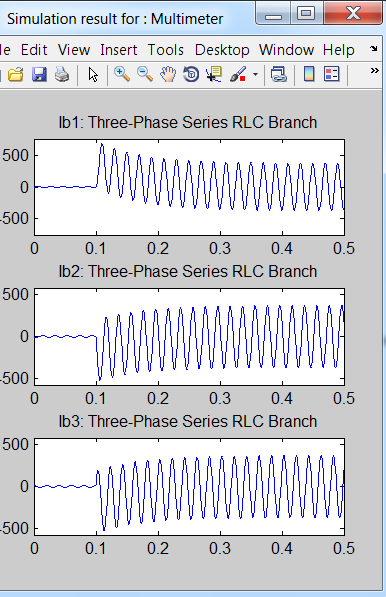 Simulation result for : Multimeter
le Edit View Insert Tools Desktop Window Help
Ib1: Three-Phase Series RLC Branch
500
0
-500
0 0.1 0.2 0.3 0.4 0.5
Ib2: Three-Phase Series RLC Branch
500
0
-500
0 0.1 0.2 0.3 0.4 0.5
Ib3: Three-Phase Series RLC Branch
500
0
-500
0 0.1 0.2 0.3 0.4 0.5